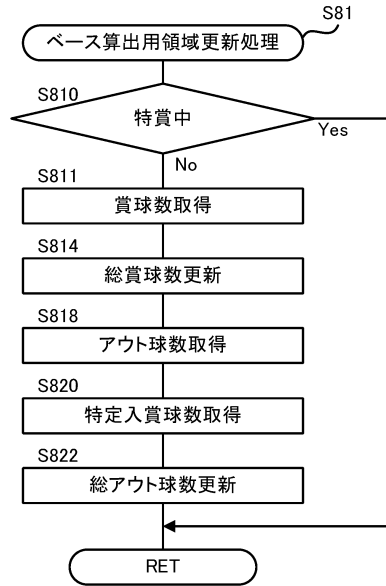 S81
ベース算出用領域更新処理
S810
特賞中
Yes
No
S811
賞球数取得
S814
総賞球数更新
S818
アウト球数取得
S820
特定入賞球数取得
S822
総アウト球数更新
RET